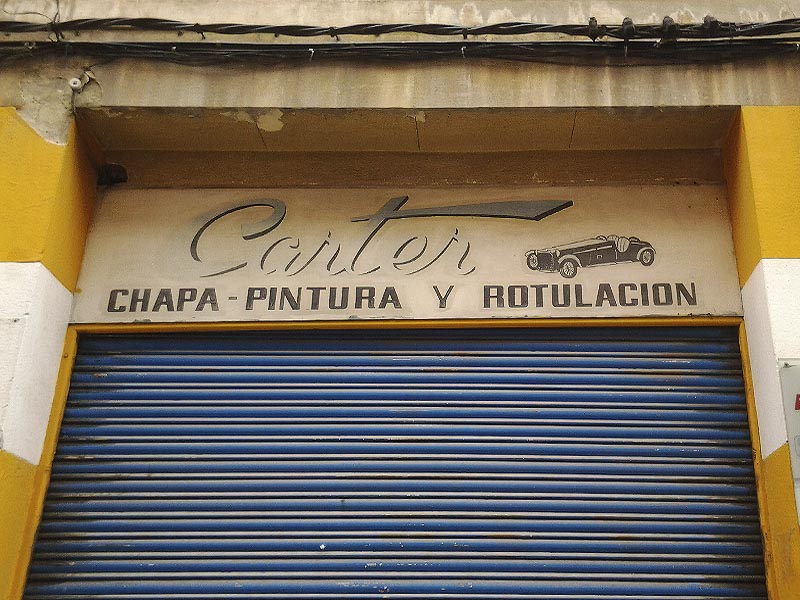 Carter
CHAPA-PINTURA Y ROTULACION